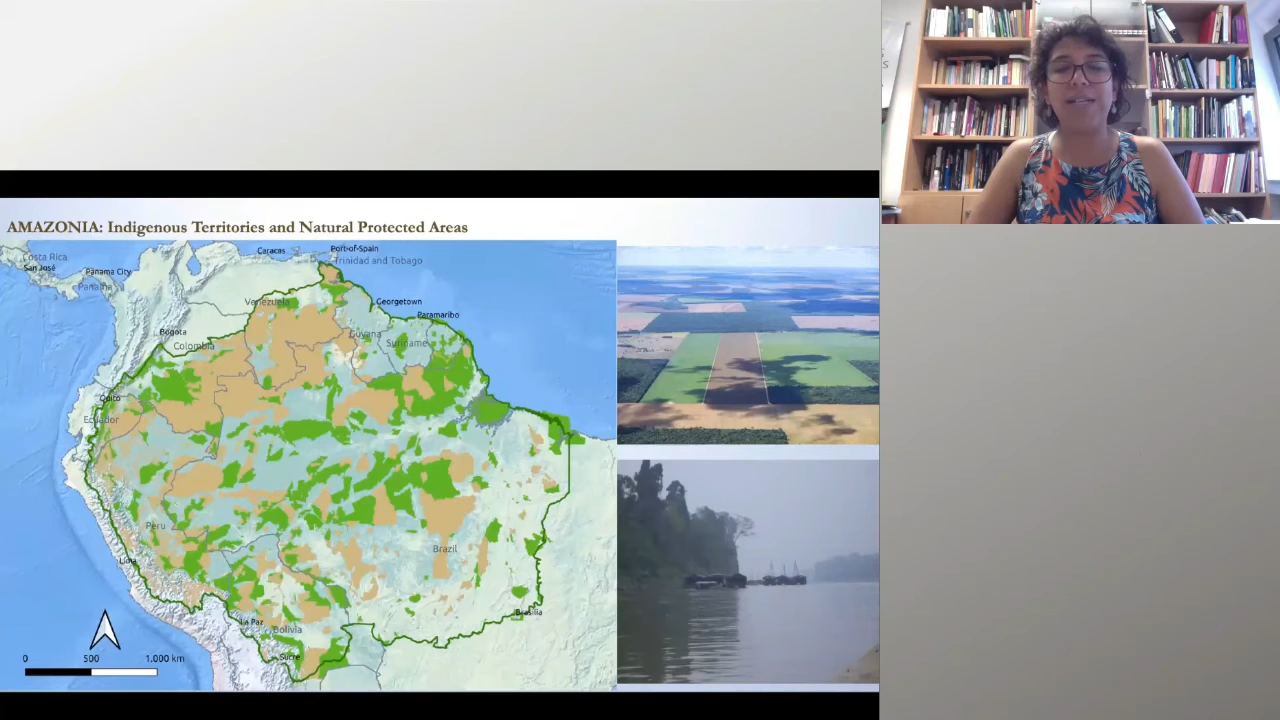 AMAZONIA: Indigenous Territories and Natural Protected Areas
Costa Rica
San José
Panama City
Panama
Caracas
Port-of-Spain
Trinidad and Tobago
Venezuela
Georgetown
Paramaribo
Bogota
Colombia
Guyana
Suriname
Quito
Ecuador
Peru
Brazil
Lima
La Paz
Bolivia
Brasilia
Sucre
0 500 1,000 km